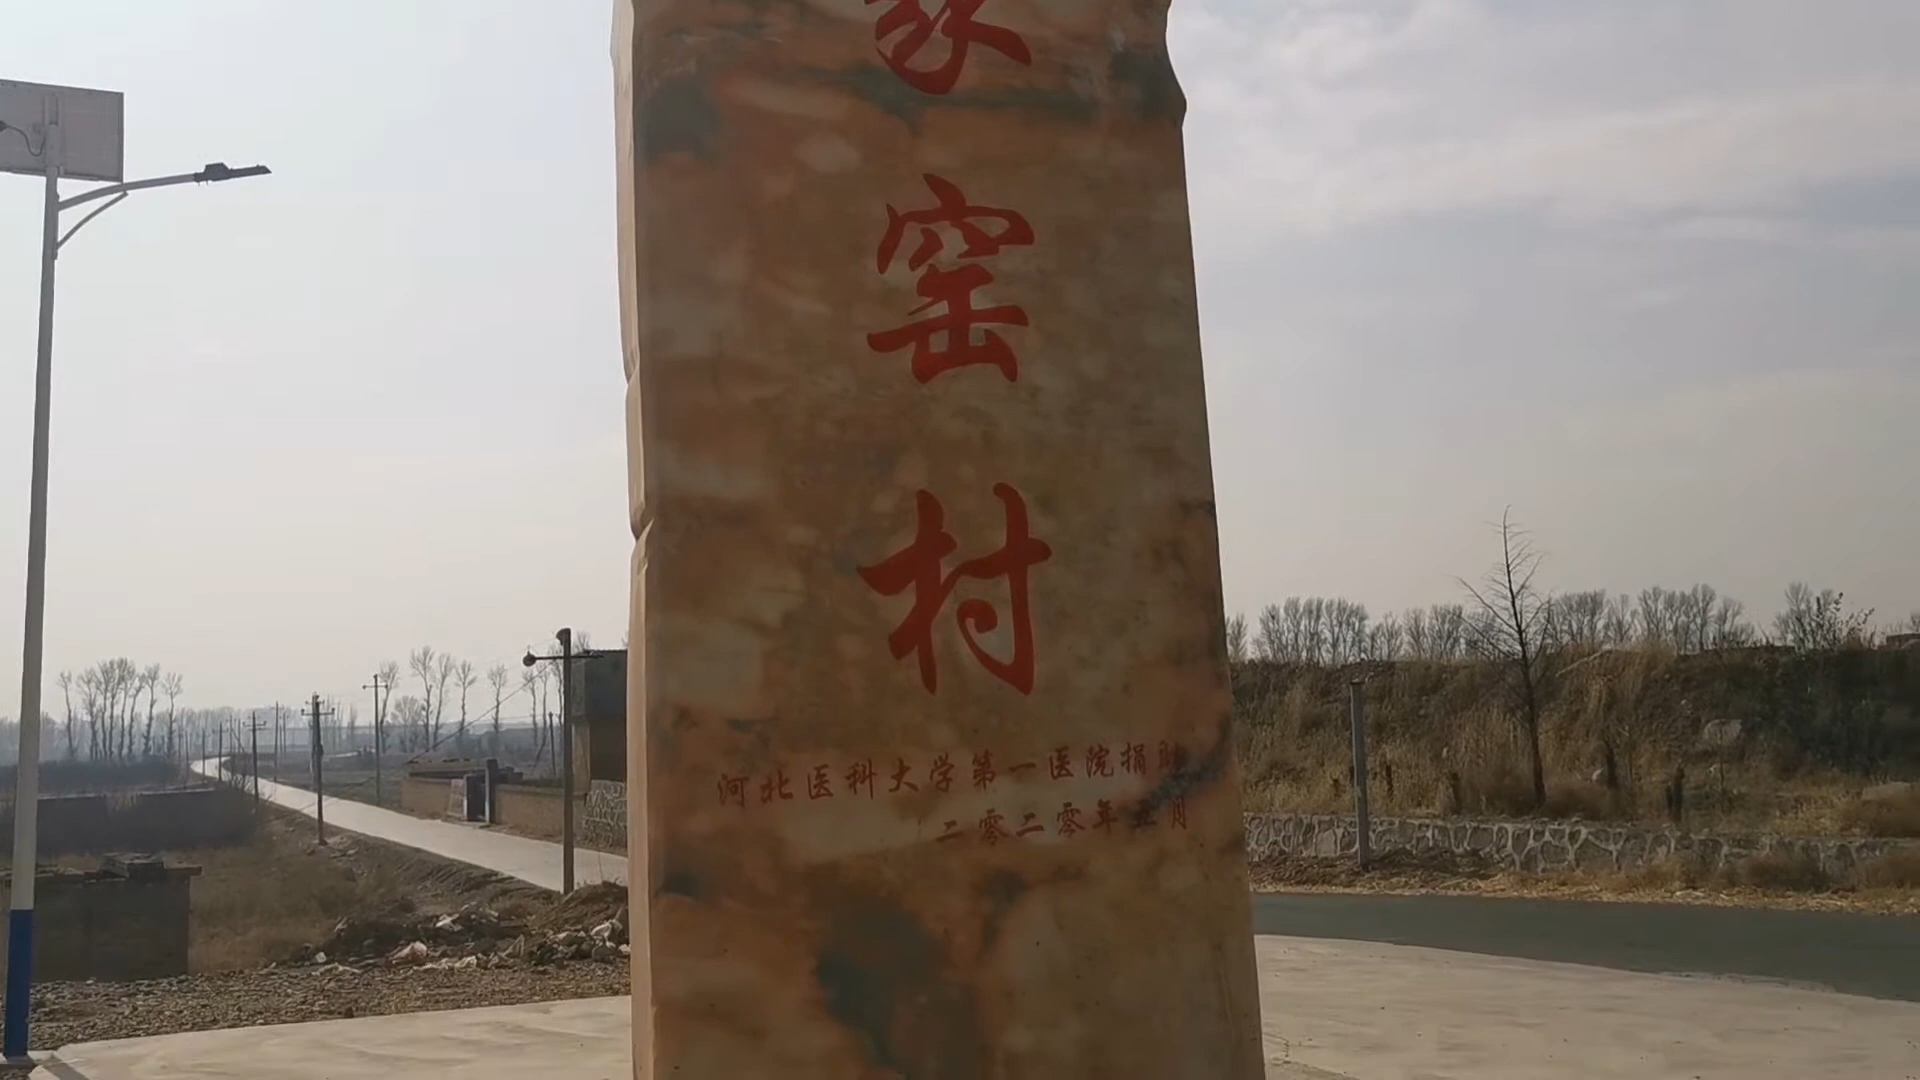 家
窑
村
河北医科大学第一医院捐助
二零二零年五月